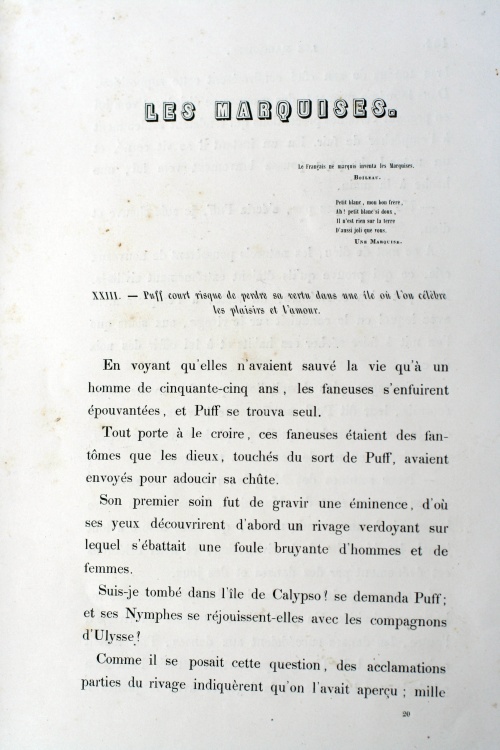 LES MARQUISES.
Le Français né marquis inventa les Marquises.
BOILEAU.
Petit blanc, mon bon frere,
Ah! petit blanc si doux,
Il n'est rien sur la terre
D'aussi joli que vous.
UNE MARQUISE.
XXIII. — Puff court risque de perdre sa vertu dans une île où l'on célèbre
les plaisirs et l'amour.
En voyant qu'elles n'avaient sauvé la vie qu'à un
homme de cinquante-cinq ans, les faneuses s'enfuirent
épouvantées, et Puff se trouva seul.
Tout porte à le croire, ces faneuses étaient des fan-
tômes que les dieux, touchés du sort de Puff, avaient
envoyés pour adoucir sa chûte.
Son premier soin fut de gravir une éminence, d'où
ses yeux découvrirent d'abord un rivage verdoyant sur
lequel s'ébattait une foule bruyante d'hommes et de
femmes.
Suis-je tombé dans l'île de Calypso! se demanda Puff;
et ses Nymphes se réjouissent-elles avec les compagnons
d'Ulysse!
Comme il se posait cette question, des acclamations
parties du rivage indiquèrent qu'on l'avait aperçu; mille
20